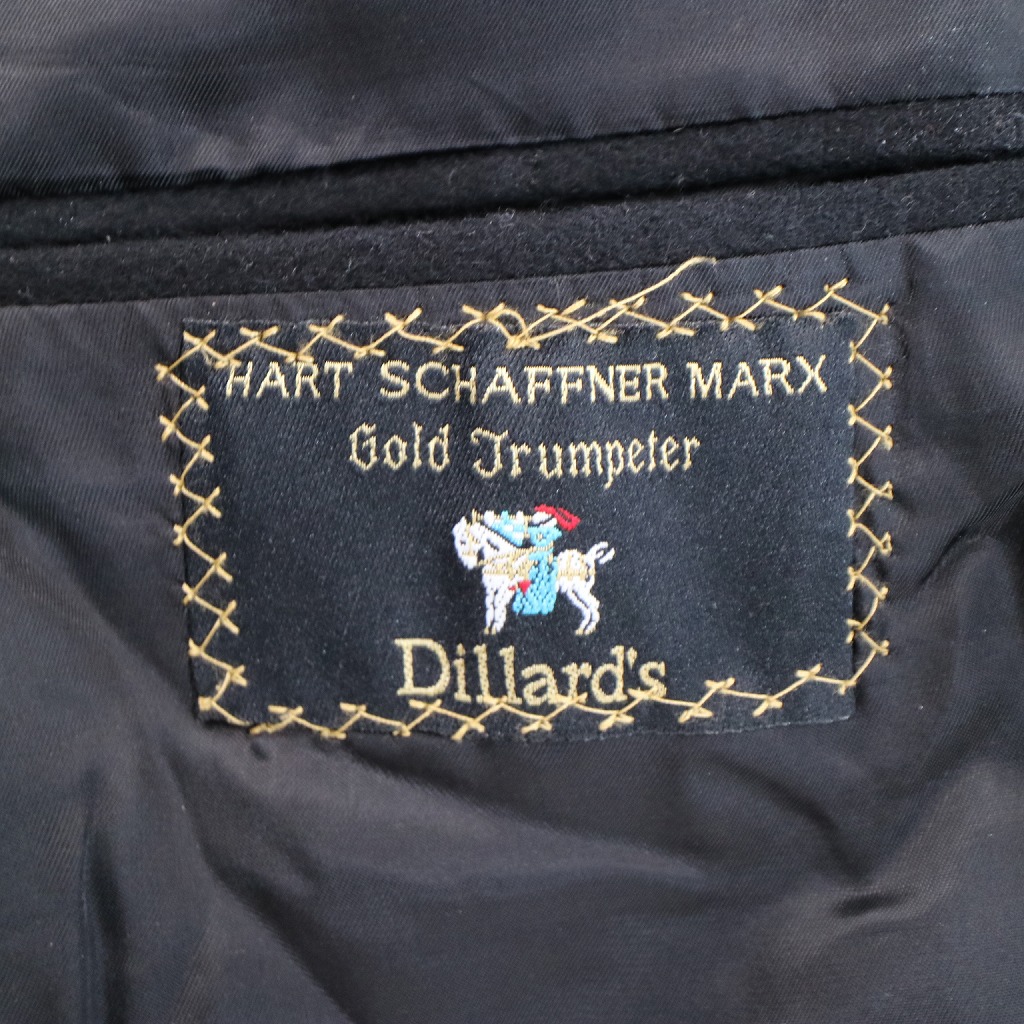 HART SCHAFFNER MARX
Gold Trumpeter
Dillard's